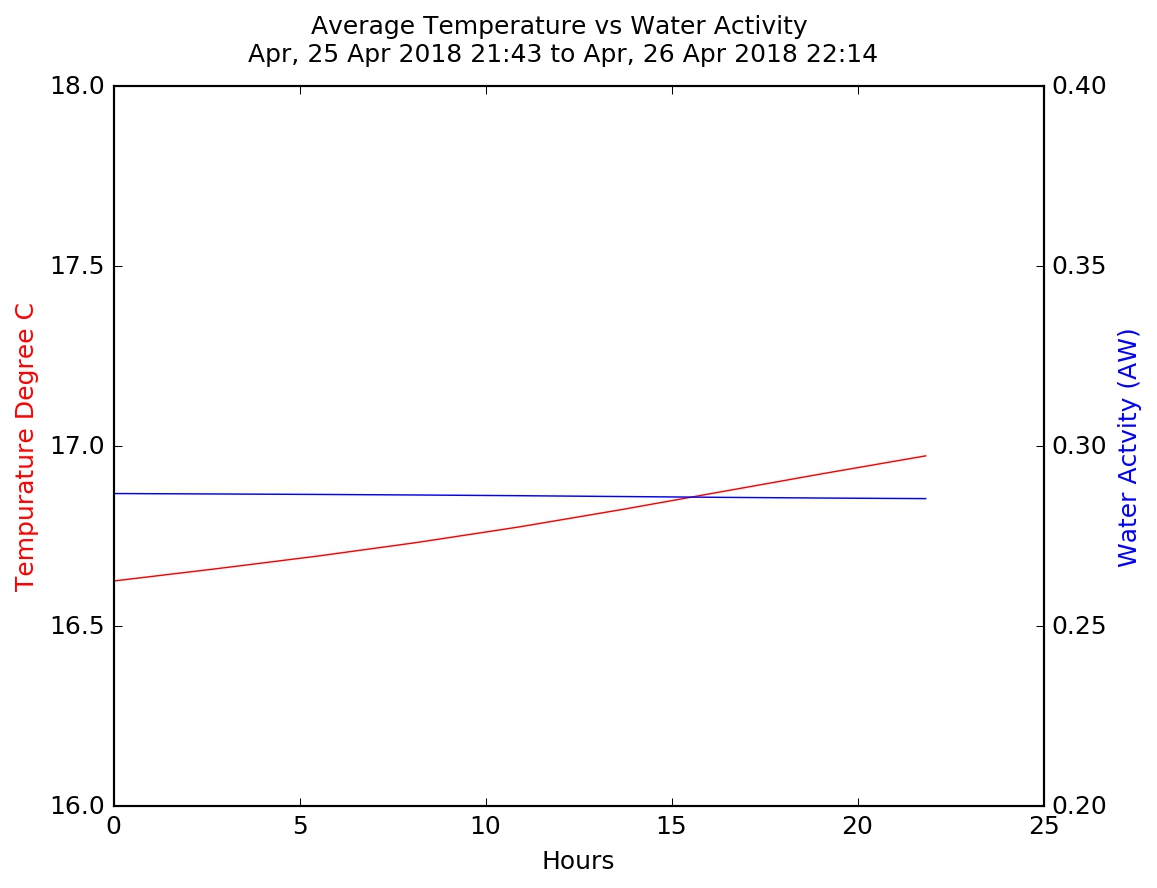 Average Temperature vs Water Activity
Apr, 25 Apr 2018 21:43 to Apr, 26 Apr 2018 22:14
18.0
17.5
17.0
16.5
16.0
Tempurature Degree C
0.40
0.35
0.30
0.25
0.20
Water Actvity (AW)
0 5 10 15 20 25
Hours